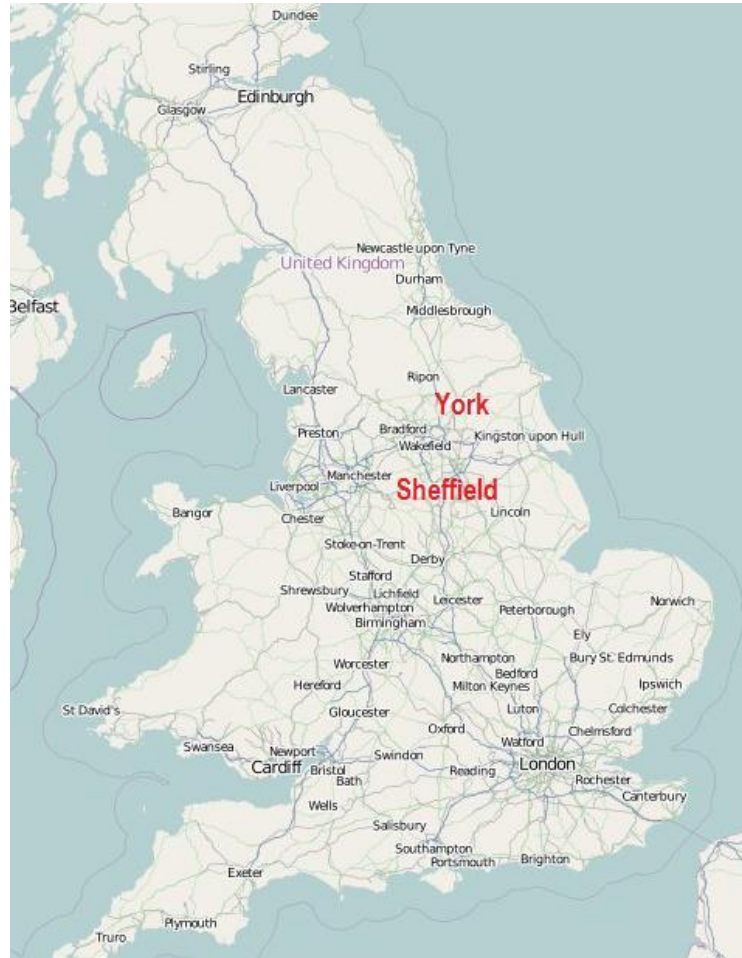 Dundee
Stirling
Edinburgh
Glasgow
Newcastle upon Tyne
United Kingdom
Durham
Belfast
Middlesbrough
Ripon
Lancaster
York
Bradford
Preston
Kingston upon Hull
Wakefield
Manchester
Liverpool
Sheffield
Bangor
Lincoln
Chester
Stoke-on-Trent
Derby
Stafford
Shrewsbury
Lichfield
Leicester
Norwich
Wolverhampton
Peterborough
Birmingham
Ely
Worcester
Northampton
Bury St. Edmunds
Bedford
Hereford
Milton Keynes
Ipswich
St David's
Gloucester
Luton
Colchester
Oxford
Chelmsford
Swansea
Newport
Watford
Cardiff
Bristol
Swindon
London
Bath
Reading
Rochester
Canterbury
Wells
Salisbury
Southampton
Portsmouth
Brighton
Exeter
Plymouth
Truro